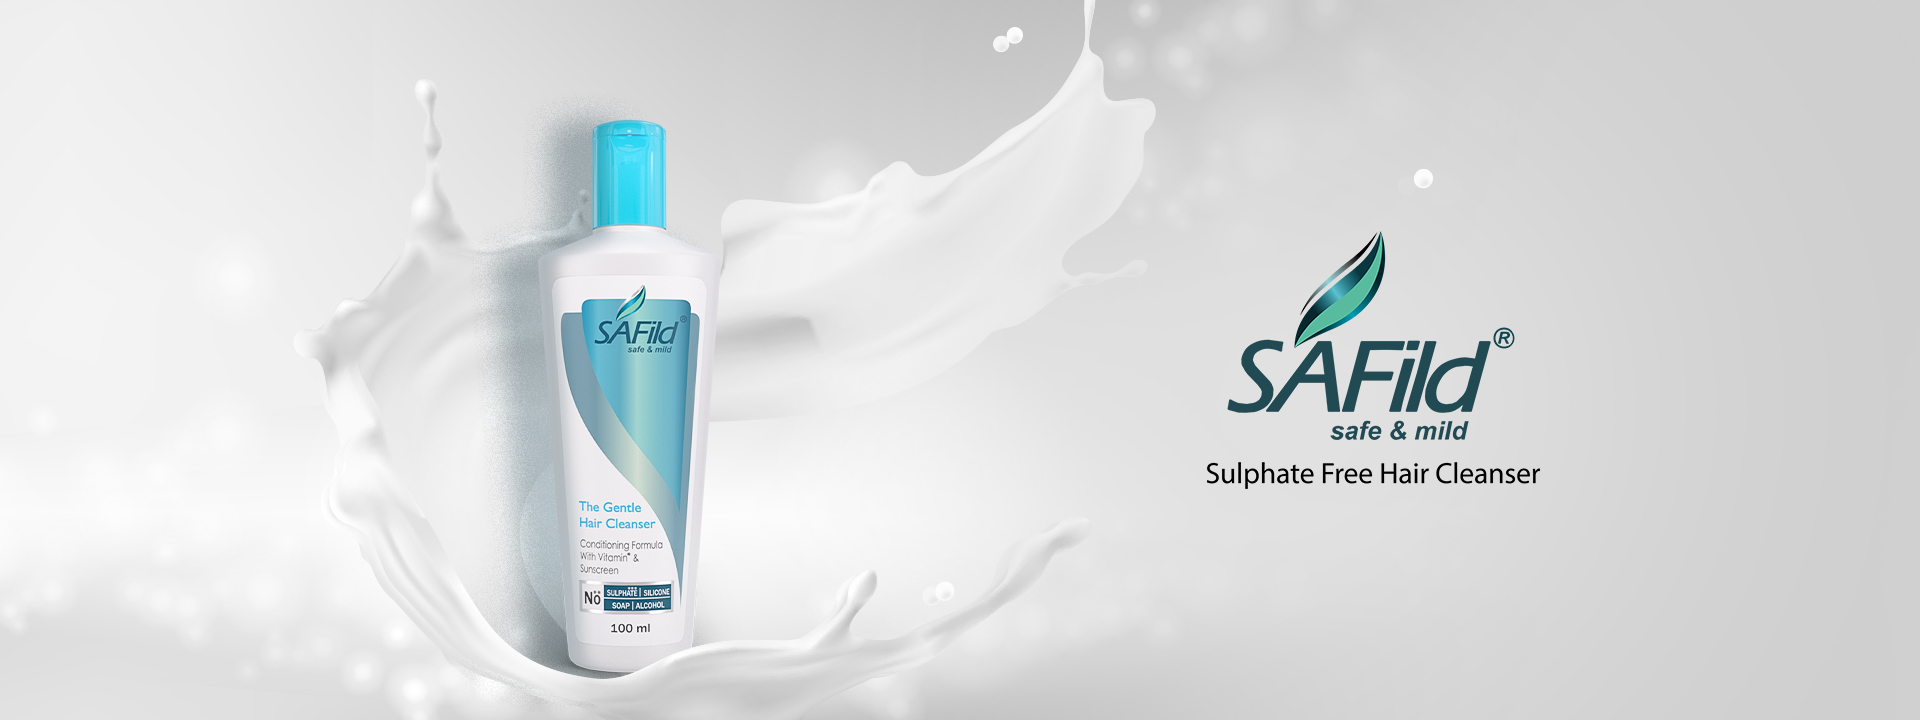 SAFild®
safe & mild
The Gentle
Hair Cleanser
Conditioning Formula
With Vitamin* &
Sunscreen
No SULPHATE | SILICONE
SOAP | ALCOHOL
100 ml
SAFild®
safe & mild
Sulphate Free Hair Cleanser